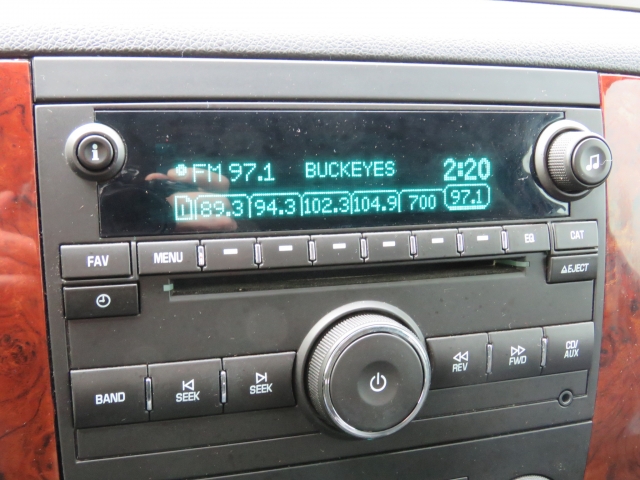 FM 97.1 BUCKEYES 2:20
1 89.3 94.3 102.3 104.9 700 97.1
FAV MENU EQ CAT
EJECT
BAND SEEK SEEK REV FWD CD/
AUX